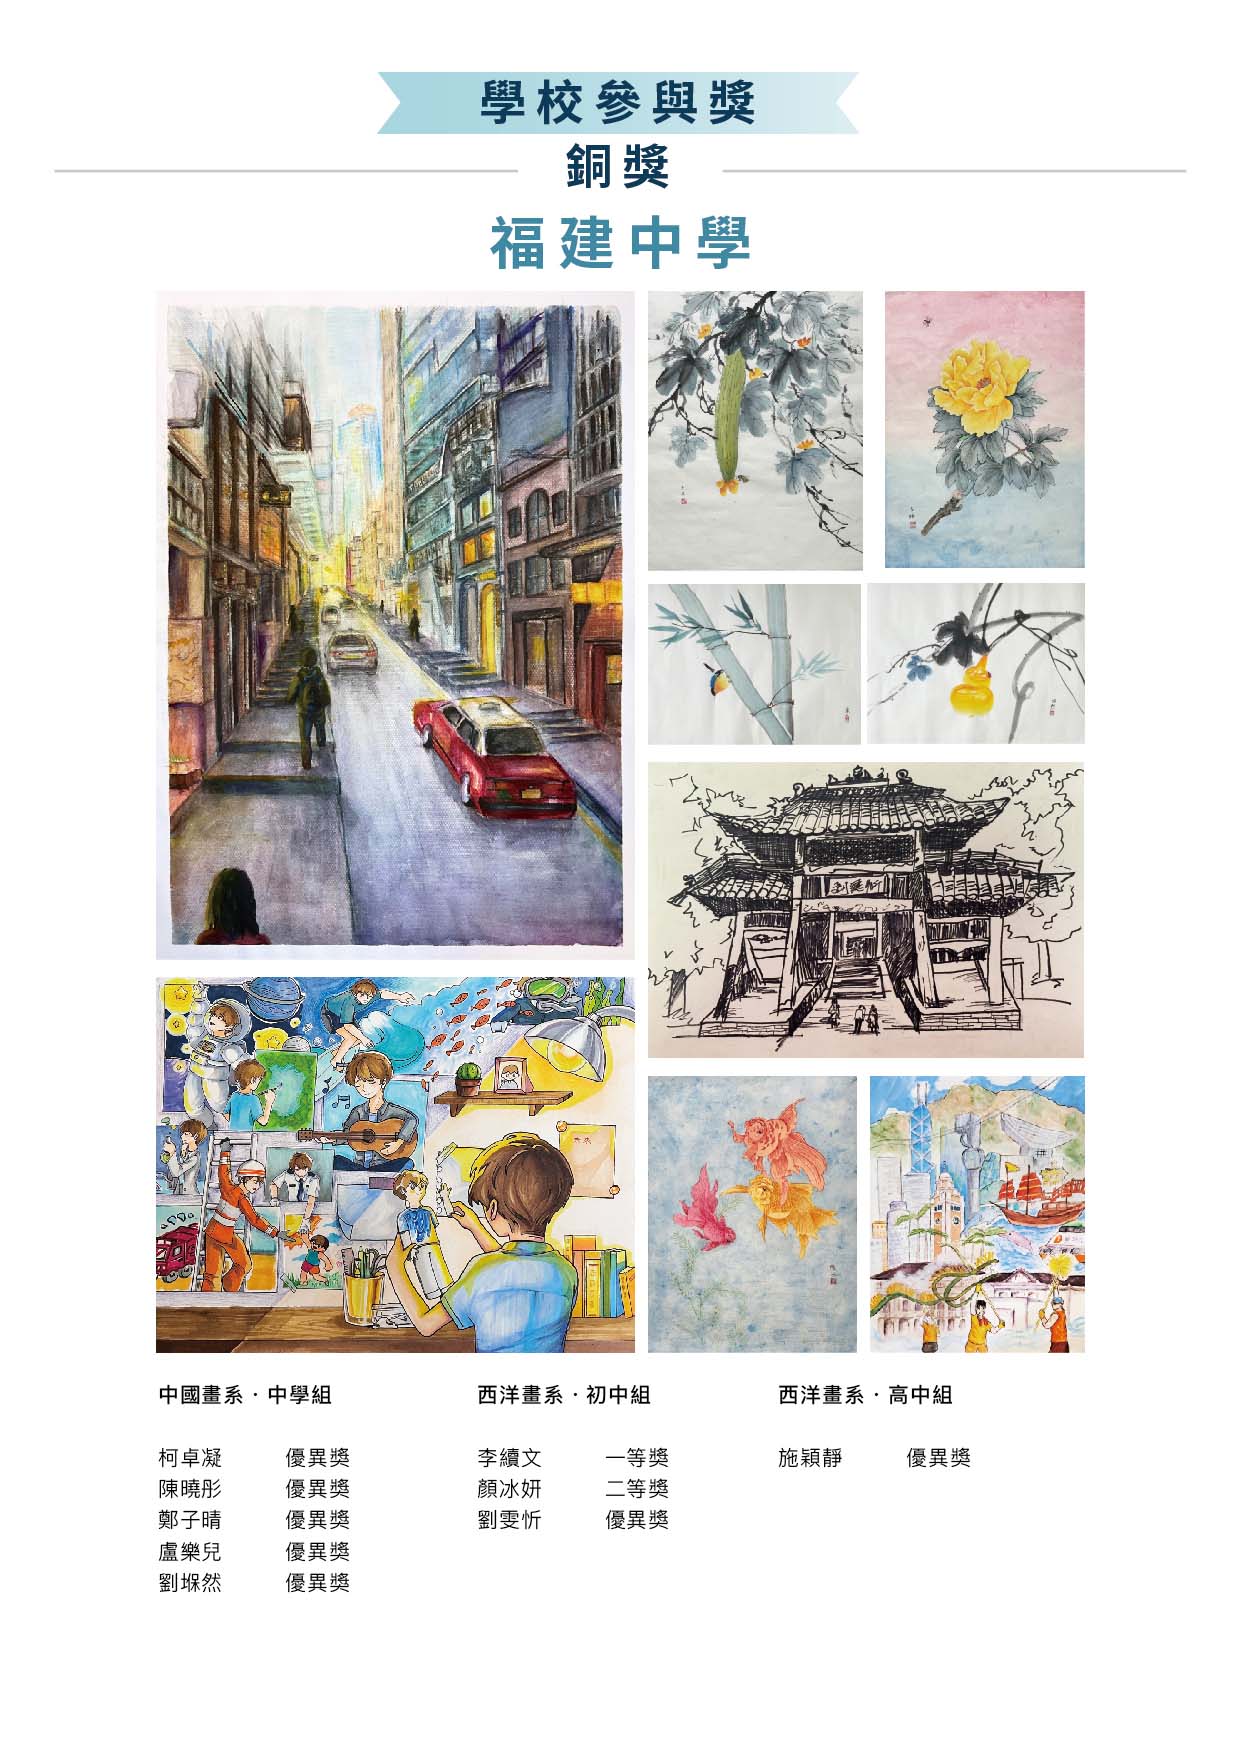 學校參與獎
銅獎
福建中學
中國畫系·中學組
柯卓凝 優異獎
陳曉彤 優異獎
鄭子晴 優異獎
盧樂兒 優異獎
劉堢然 優異獎
西洋畫系·初中組
李續文 一等獎
顏冰妍 二等獎
劉雯忻 優異獎
西洋畫系·高中組
施穎靜 優異獎